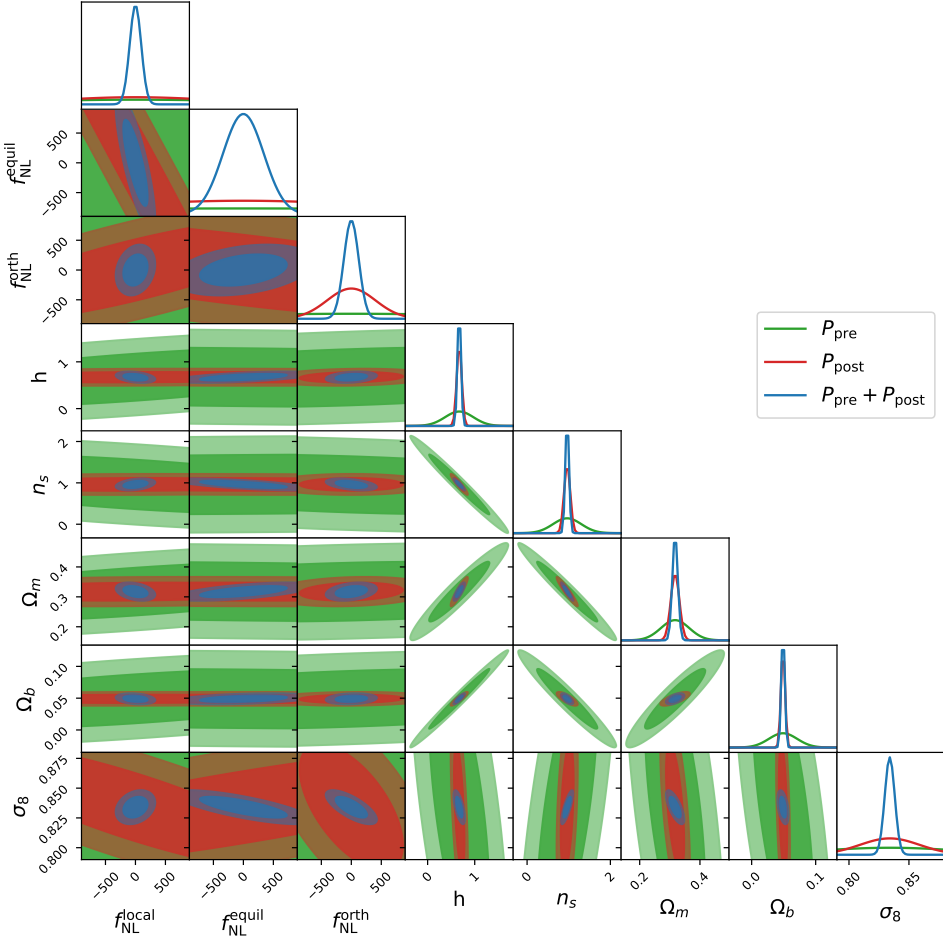 f_NL^equil
500
0
−500
f_NL^orth
500
0
−500
P_pre
P_post
P_pre + P_post
h
1
0
n_s
2
1
0
Ω_m
0.4
0.3
0.2
Ω_b
0.10
0.05
0.00
σ_8
0.875
0.850
0.825
0.800
−500 0 500 −500 0 500 −500 0 500 0 1 0 2 0.2 0.4 0.0 0.1 0.80 0.85
f_NL^local f_NL^equil f_NL^orth h n_s Ω_m Ω_b σ_8